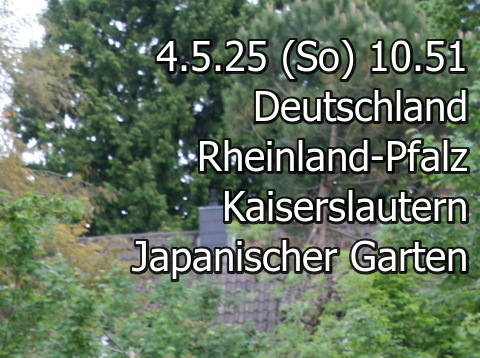 4.5.25 (So) 10.51
Deutschland
Rheinland-Pfalz
Kaiserslautern
Japanischer Garten